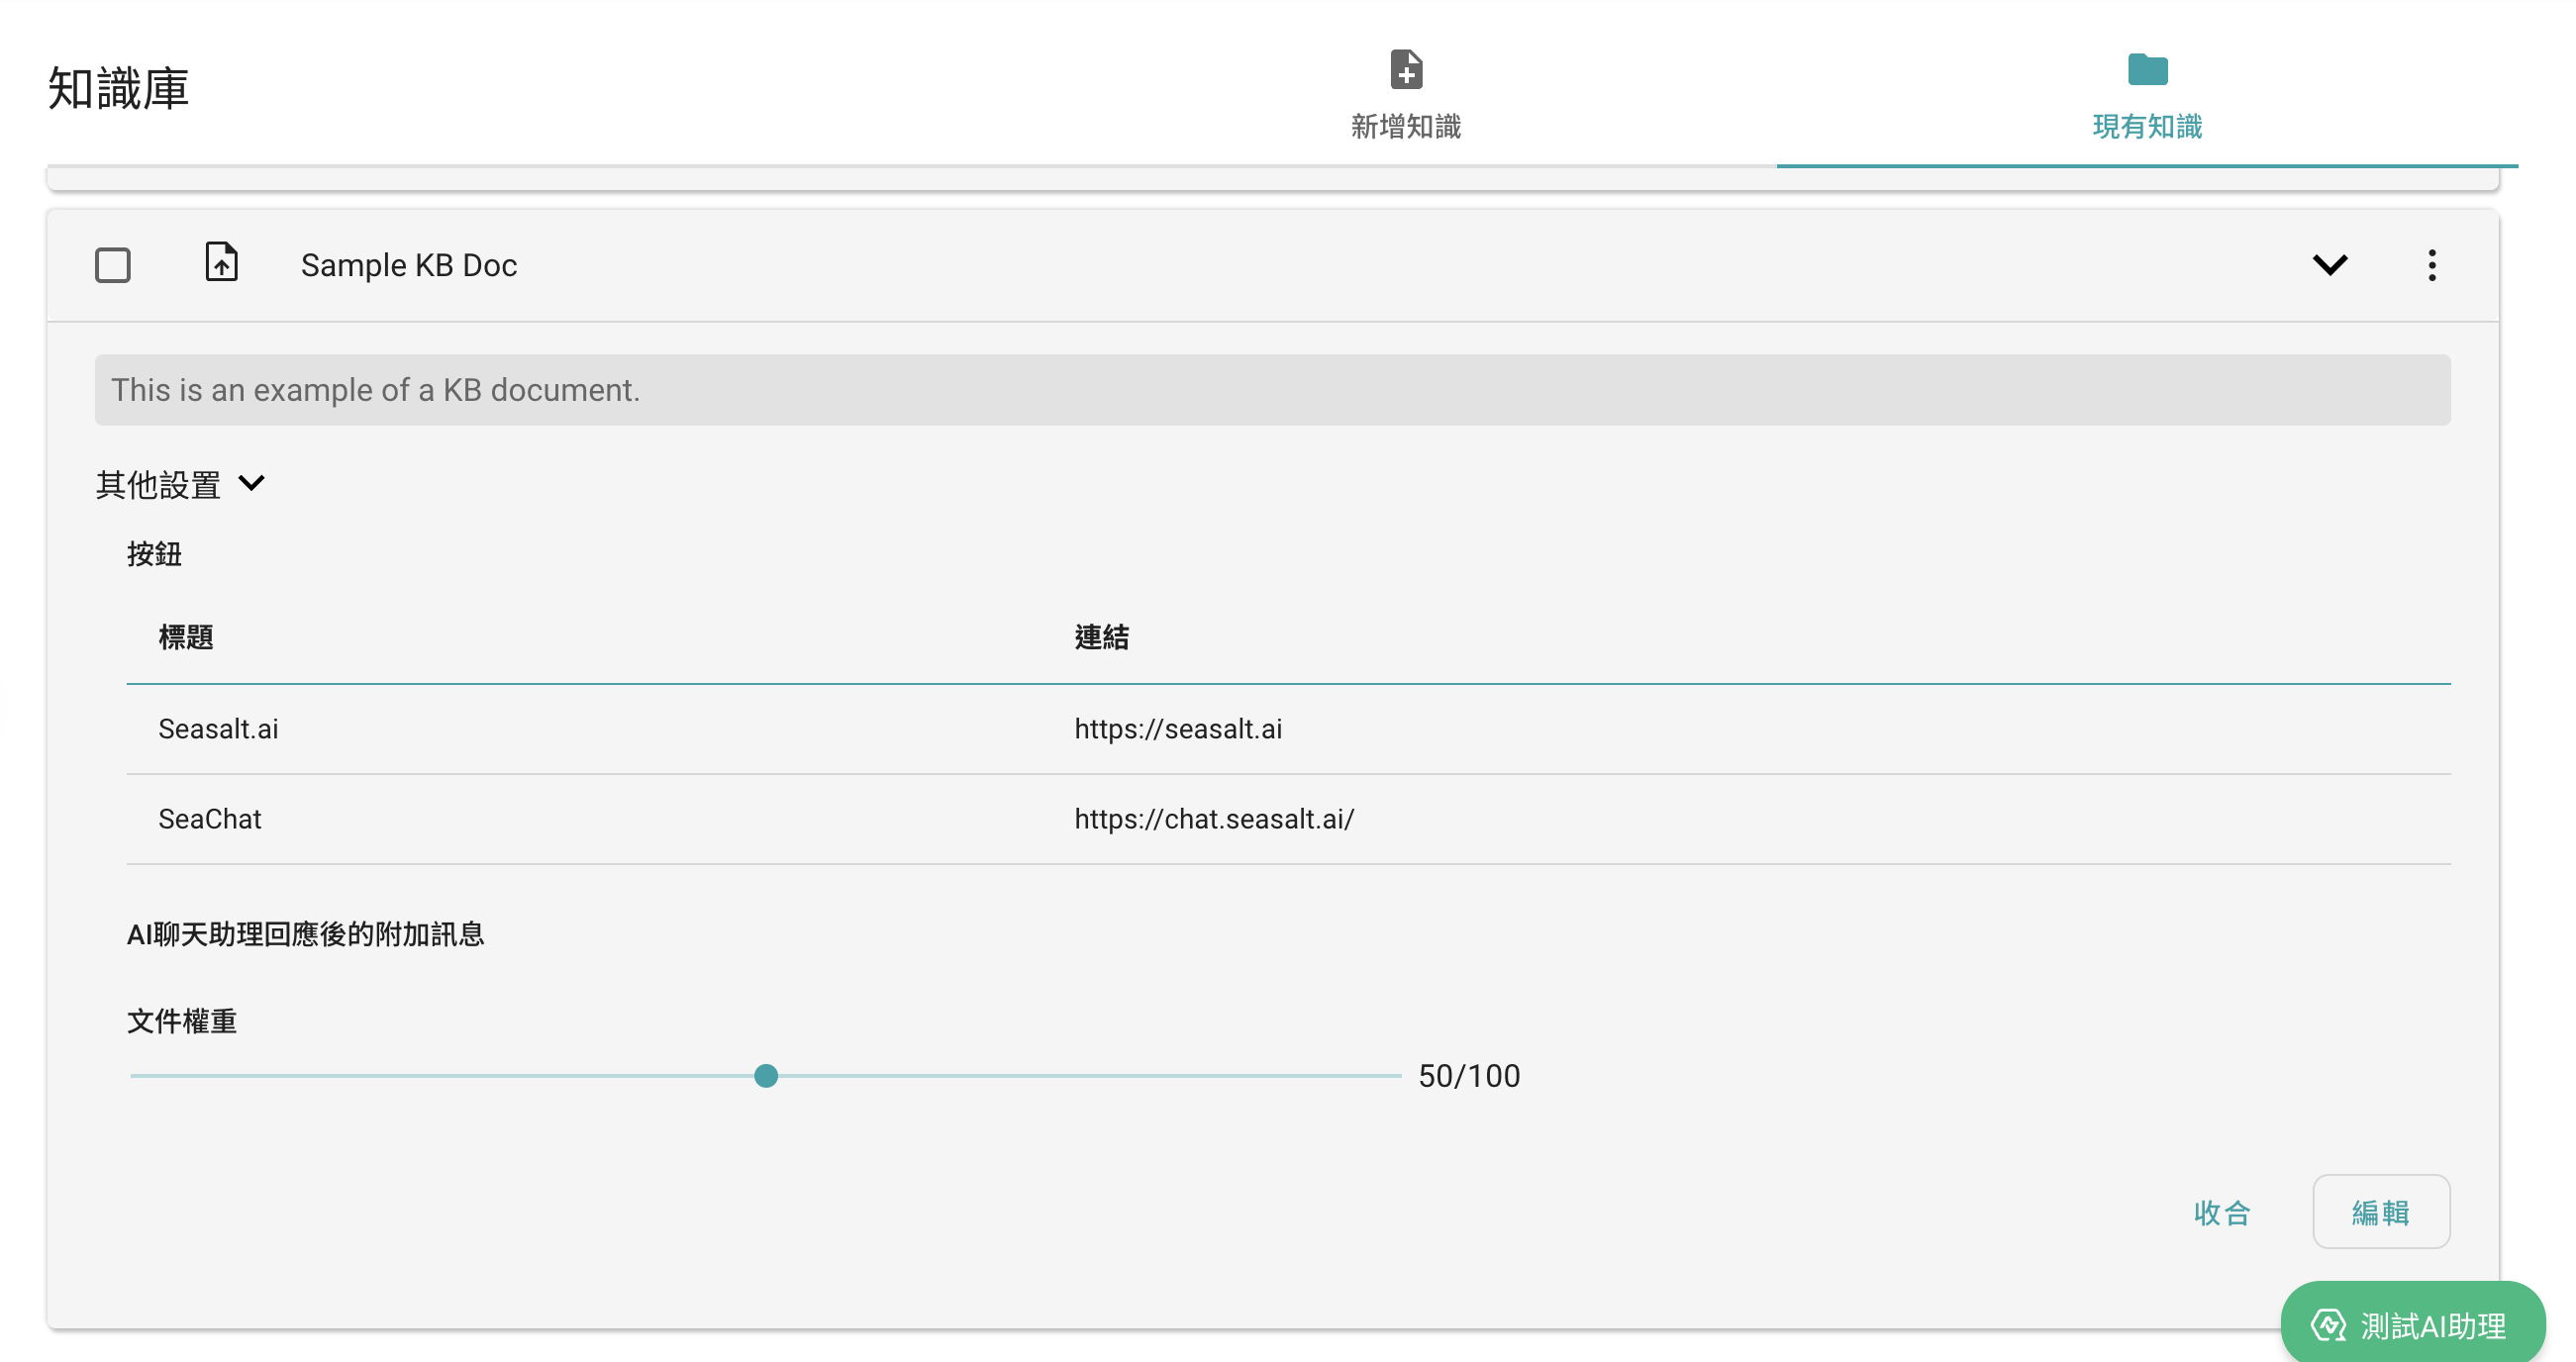 知識庫
新增知識
現有知識
Sample KB Doc
This is an example of a KB document.
其他設置
按鈕
標題 連結
Seasalt.ai https://seasalt.ai
SeaChat https://chat.seasalt.ai/
AI聊天助理回應後的附加訊息
文件權重
50/100
收合 編輯
測試AI助理